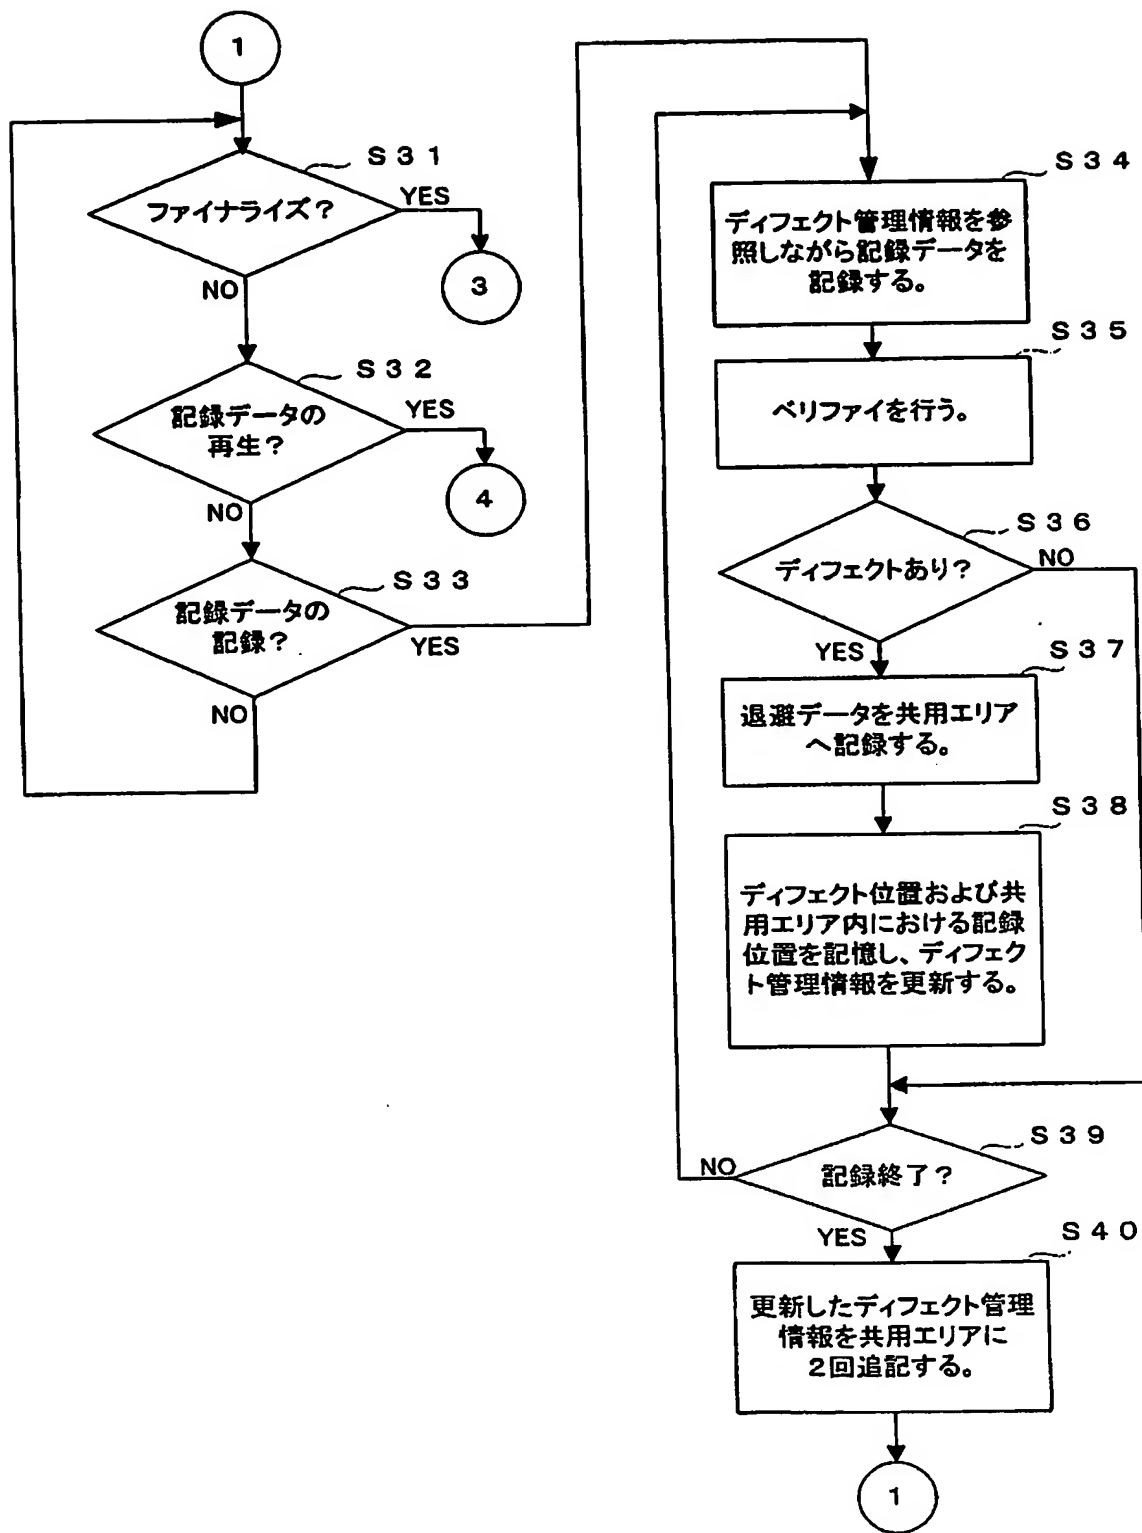 1
S31
ファイナライズ?
YES
3
NO
S32
記録データの
再生?
YES
4
NO
S33
記録データの
記録?
YES
NO
S34
ディフェクト管理情報を参
照しながら記録データを
記録する。
S35
ベリファイを行う。
S36
ディフェクトあり?
NO
YES
S37
退避データを共用エリア
へ記録する。
S38
ディフェクト位置および共
用エリア内における記録
位置を記憶し、ディフェク
ト管理情報を更新する。
S39
記録終了?
NO
YES
S40
更新したディフェクト管理
情報を共用エリアに
2回追記する。
1